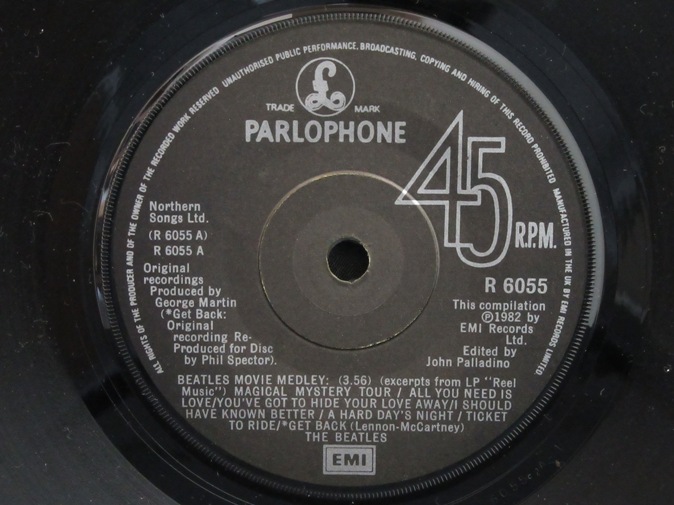 ALL RIGHTS OF THE PRODUCER AND OF THE OWNER OF THE RECORDED WORK RESERVED UNAUTHORISED PUBLIC PERFORMANCE, BROADCASTING, COPYING AND HIRING OF THIS RECORD PROHIBITED MANUFACTURED IN THE UK BY EMI RECORDS LIMITED
£
TRADE MARK
PARLOPHONE
45 R.P.M.
Northern
Songs Ltd.
(R 6055 A)
R 6055 A
Original
recordings
Produced by
George Martin
(*Get Back:
Original
recording Re-
Produced for Disc
by Phil Spector).
R 6055
This compilation
℗1982 by
EMI Records
Ltd.
Edited by
John Palladino
BEATLES MOVIE MEDLEY: (3.56) (excerpts from LP "Reel
Music") MAGICAL MYSTERY TOUR / ALL YOU NEED IS
LOVE/YOU'VE GOT TO HIDE YOUR LOVE AWAY/I SHOULD
HAVE KNOWN BETTER / A HARD DAY'S NIGHT / TICKET
TO RIDE/*GET BACK (Lennon-McCartney)
THE BEATLES
EMI